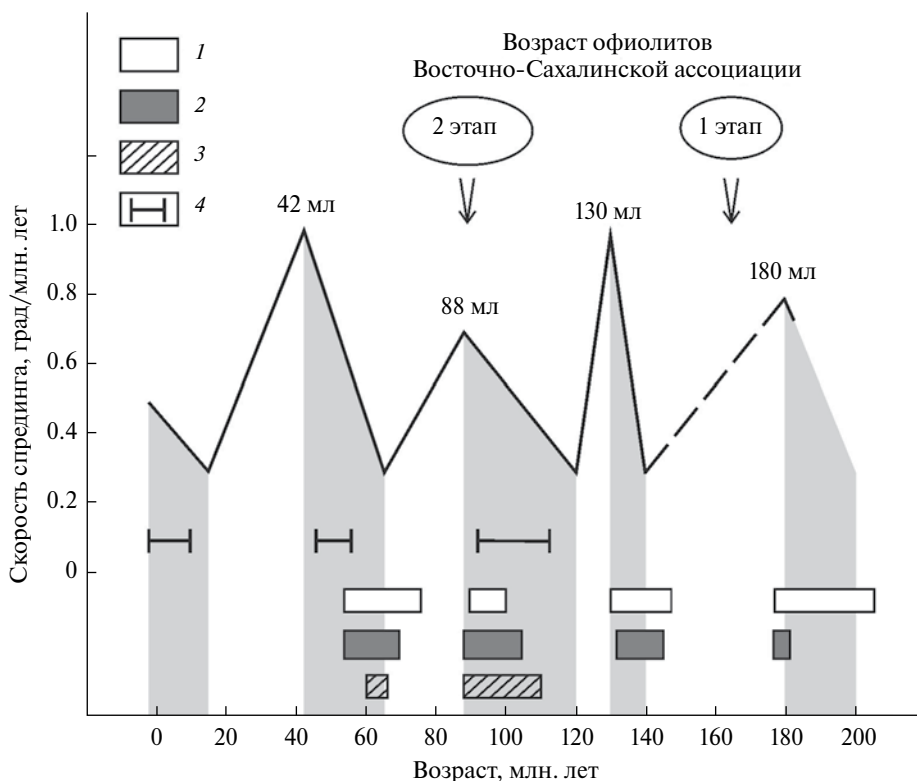 1
2
3
4
Возраст офиолитов
Восточно-Сахалинской ассоциации
2 этап
1 этап
42 мл
88 мл
130 мл
180 мл
Скорость спрединга, град/млн. лет
1.0
0.8
0.6
0.4
0.2
0
0 20 40 60 80 100 120 140 160 180 200
Возраст, млн. лет